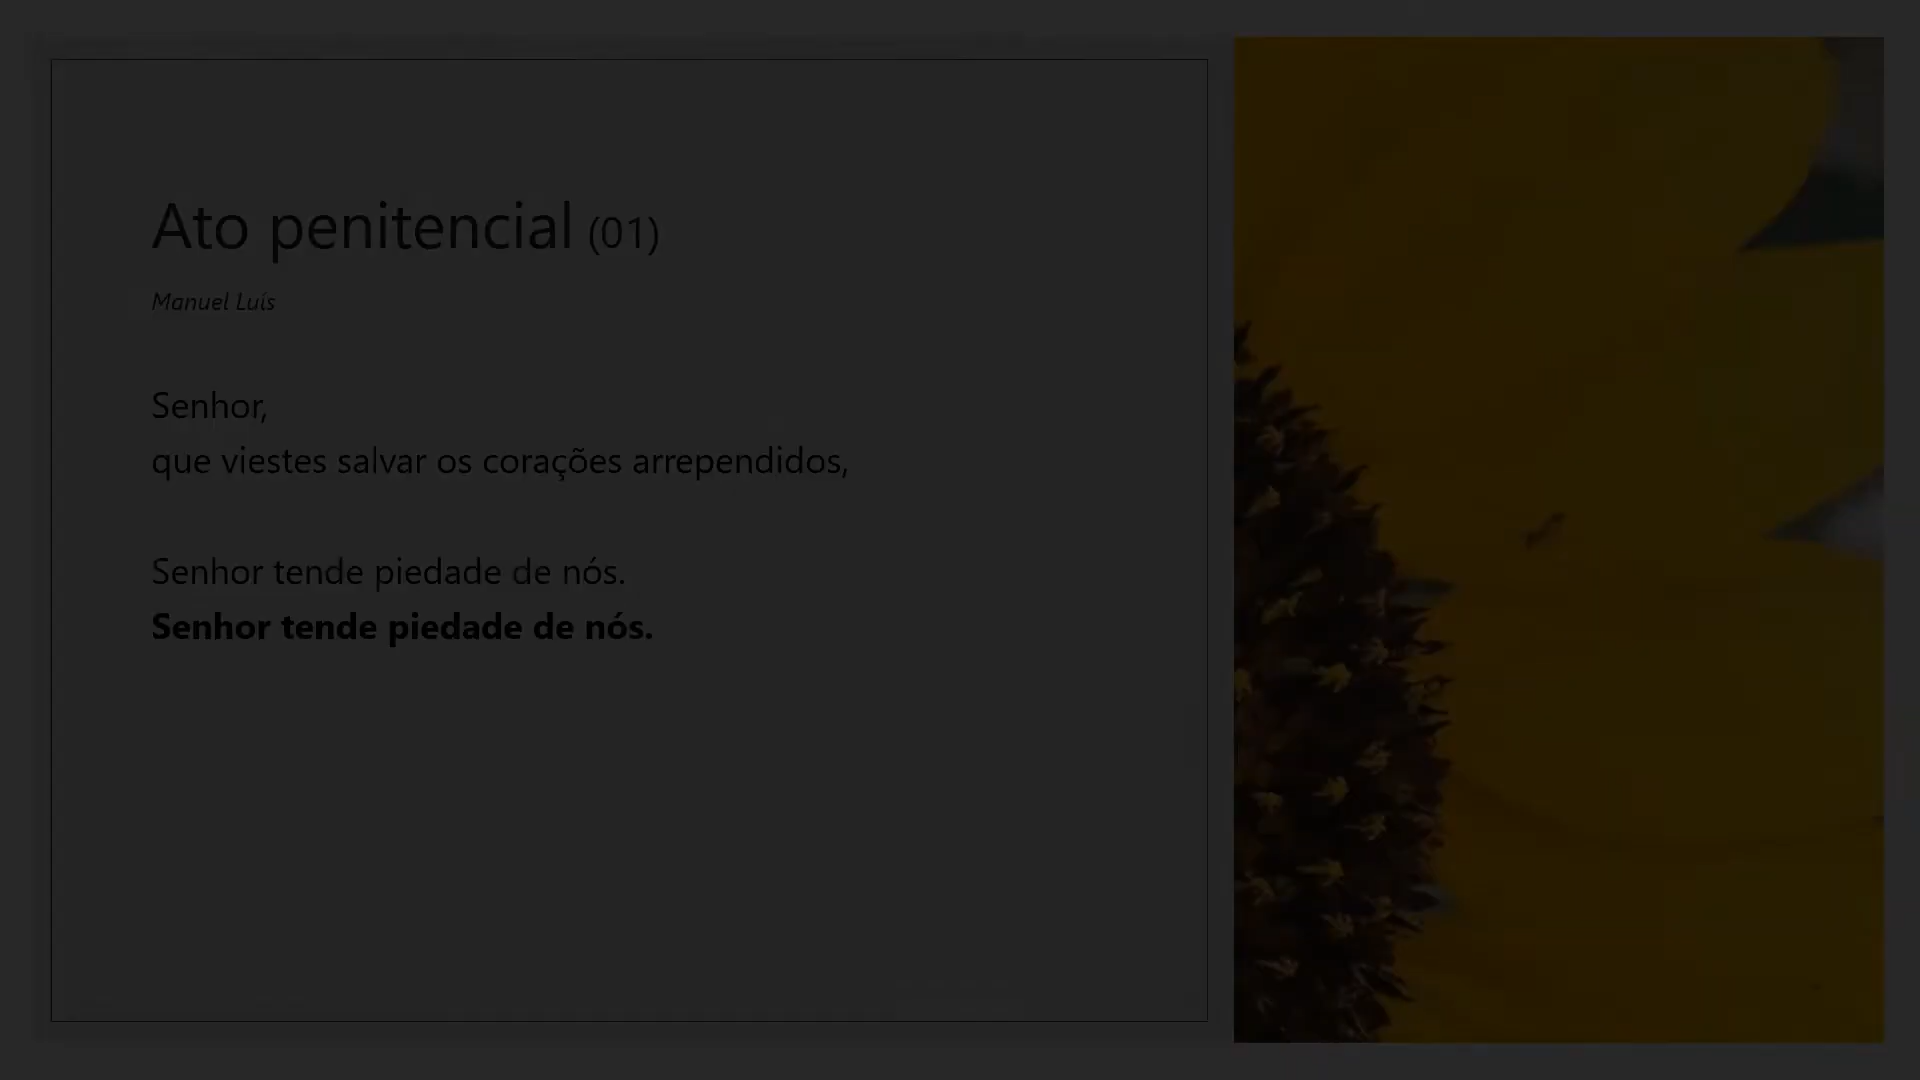 Ato penitencial (01)
Manuel Luís
Senhor,
que viestes salvar os corações arrependidos,
Senhor tende piedade de nós.
Senhor tende piedade de nós.